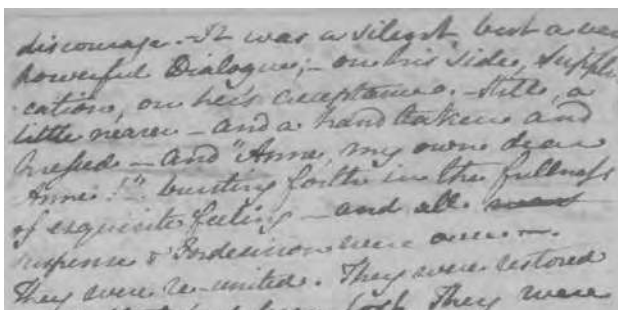 discourage. - It was a silent but a very
powerful Dialogue; - on his side, Suppli
-cation, on her's acceptance. - Still, a
little nearer - and a hand taken and
pressed - and "Anne, my own dear
Anne!" - bursting forth in the fullness
of exquisite feeling - and all
suspense & Indecision were over. -
They were re-united. They were restored
lost. They were